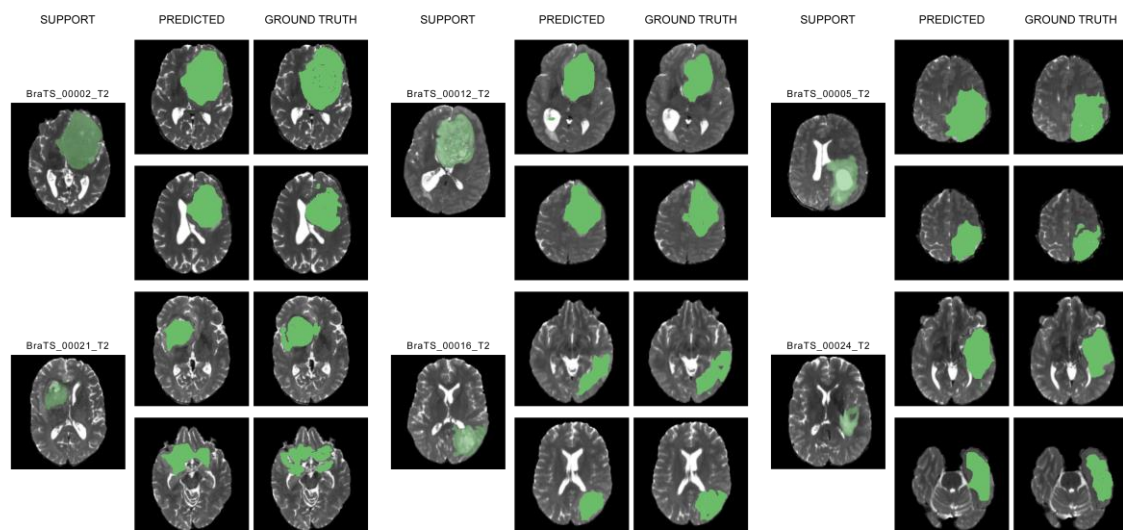 SUPPORT PREDICTED GROUND TRUTH SUPPORT PREDICTED GROUND TRUTH SUPPORT PREDICTED GROUND TRUTH
BraTS_00002_T2 BraTS_00012_T2 BraTS_00005_T2
BraTS_00021_T2 BraTS_00016_T2 BraTS_00024_T2